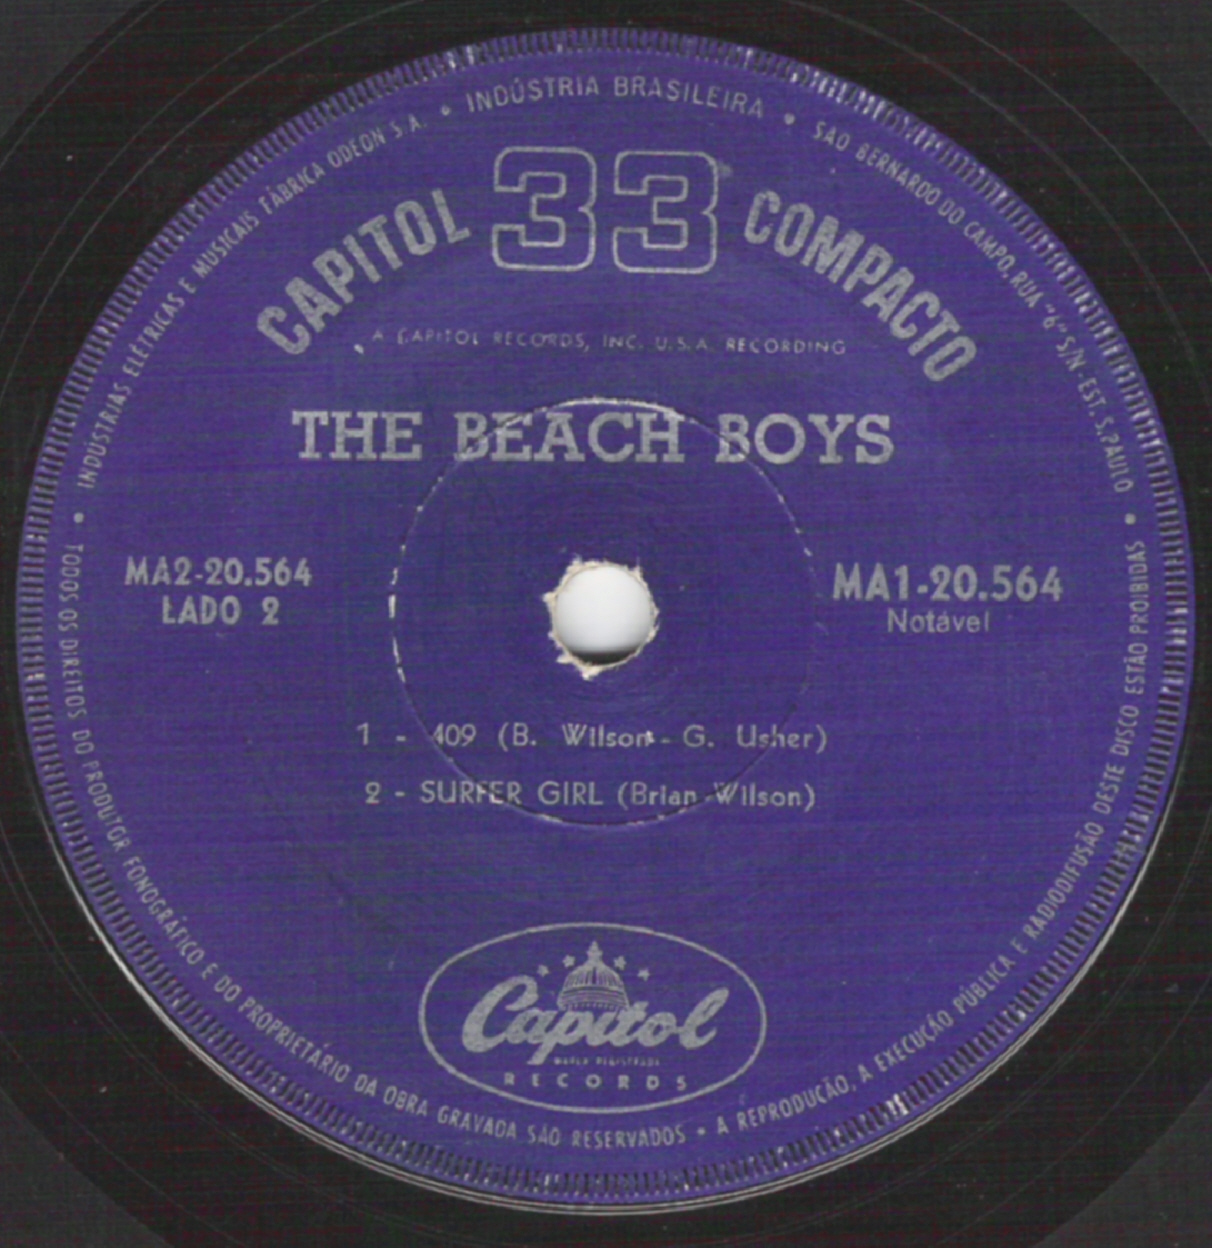 INDÚSTRIAS ELÉTRICAS E MUSICAIS FÁBRICA ODEON S.A. • INDÚSTRIA BRASILEIRA • SÃO BERNARDO DO CAMPO, RUA "6" S/N - EST. S. PAULO •
CAPITOL 33 COMPACTO
A CAPITOL RECORDS, INC. U.S.A. RECORDING
THE BEACH BOYS
MA2-20.564
LADO 2
MA1-20.564
Notável
1 - 409 (B. Wilson - G. Usher)
2 - SURFER GIRL (Brian Wilson)
Capitol
MARCA REGISTRADA
RECORDS
• TODOS OS DIREITOS DO PRODUTOR FONOGRÁFICO E DO PROPRIETÁRIO DA OBRA GRAVADA SÃO RESERVADOS • A REPRODUÇÃO, A EXECUÇÃO PÚBLICA E RADIODIFUSÃO DESTE DISCO ESTÃO PROIBIDAS